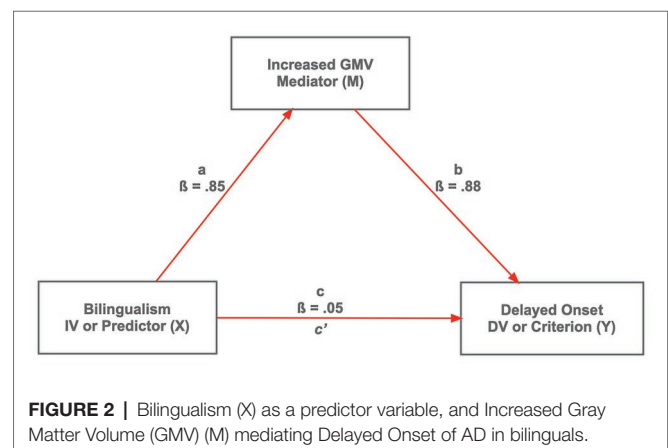 Increased GMV
Mediator (M)
a
ß = .85
b
ß = .88
Bilingualism
IV or Predictor (X)
c
ß = .05
c'
Delayed Onset
DV or Criterion (Y)
FIGURE 2 | Bilingualism (X) as a predictor variable, and Increased Gray
Matter Volume (GMV) (M) mediating Delayed Onset of AD in bilinguals.